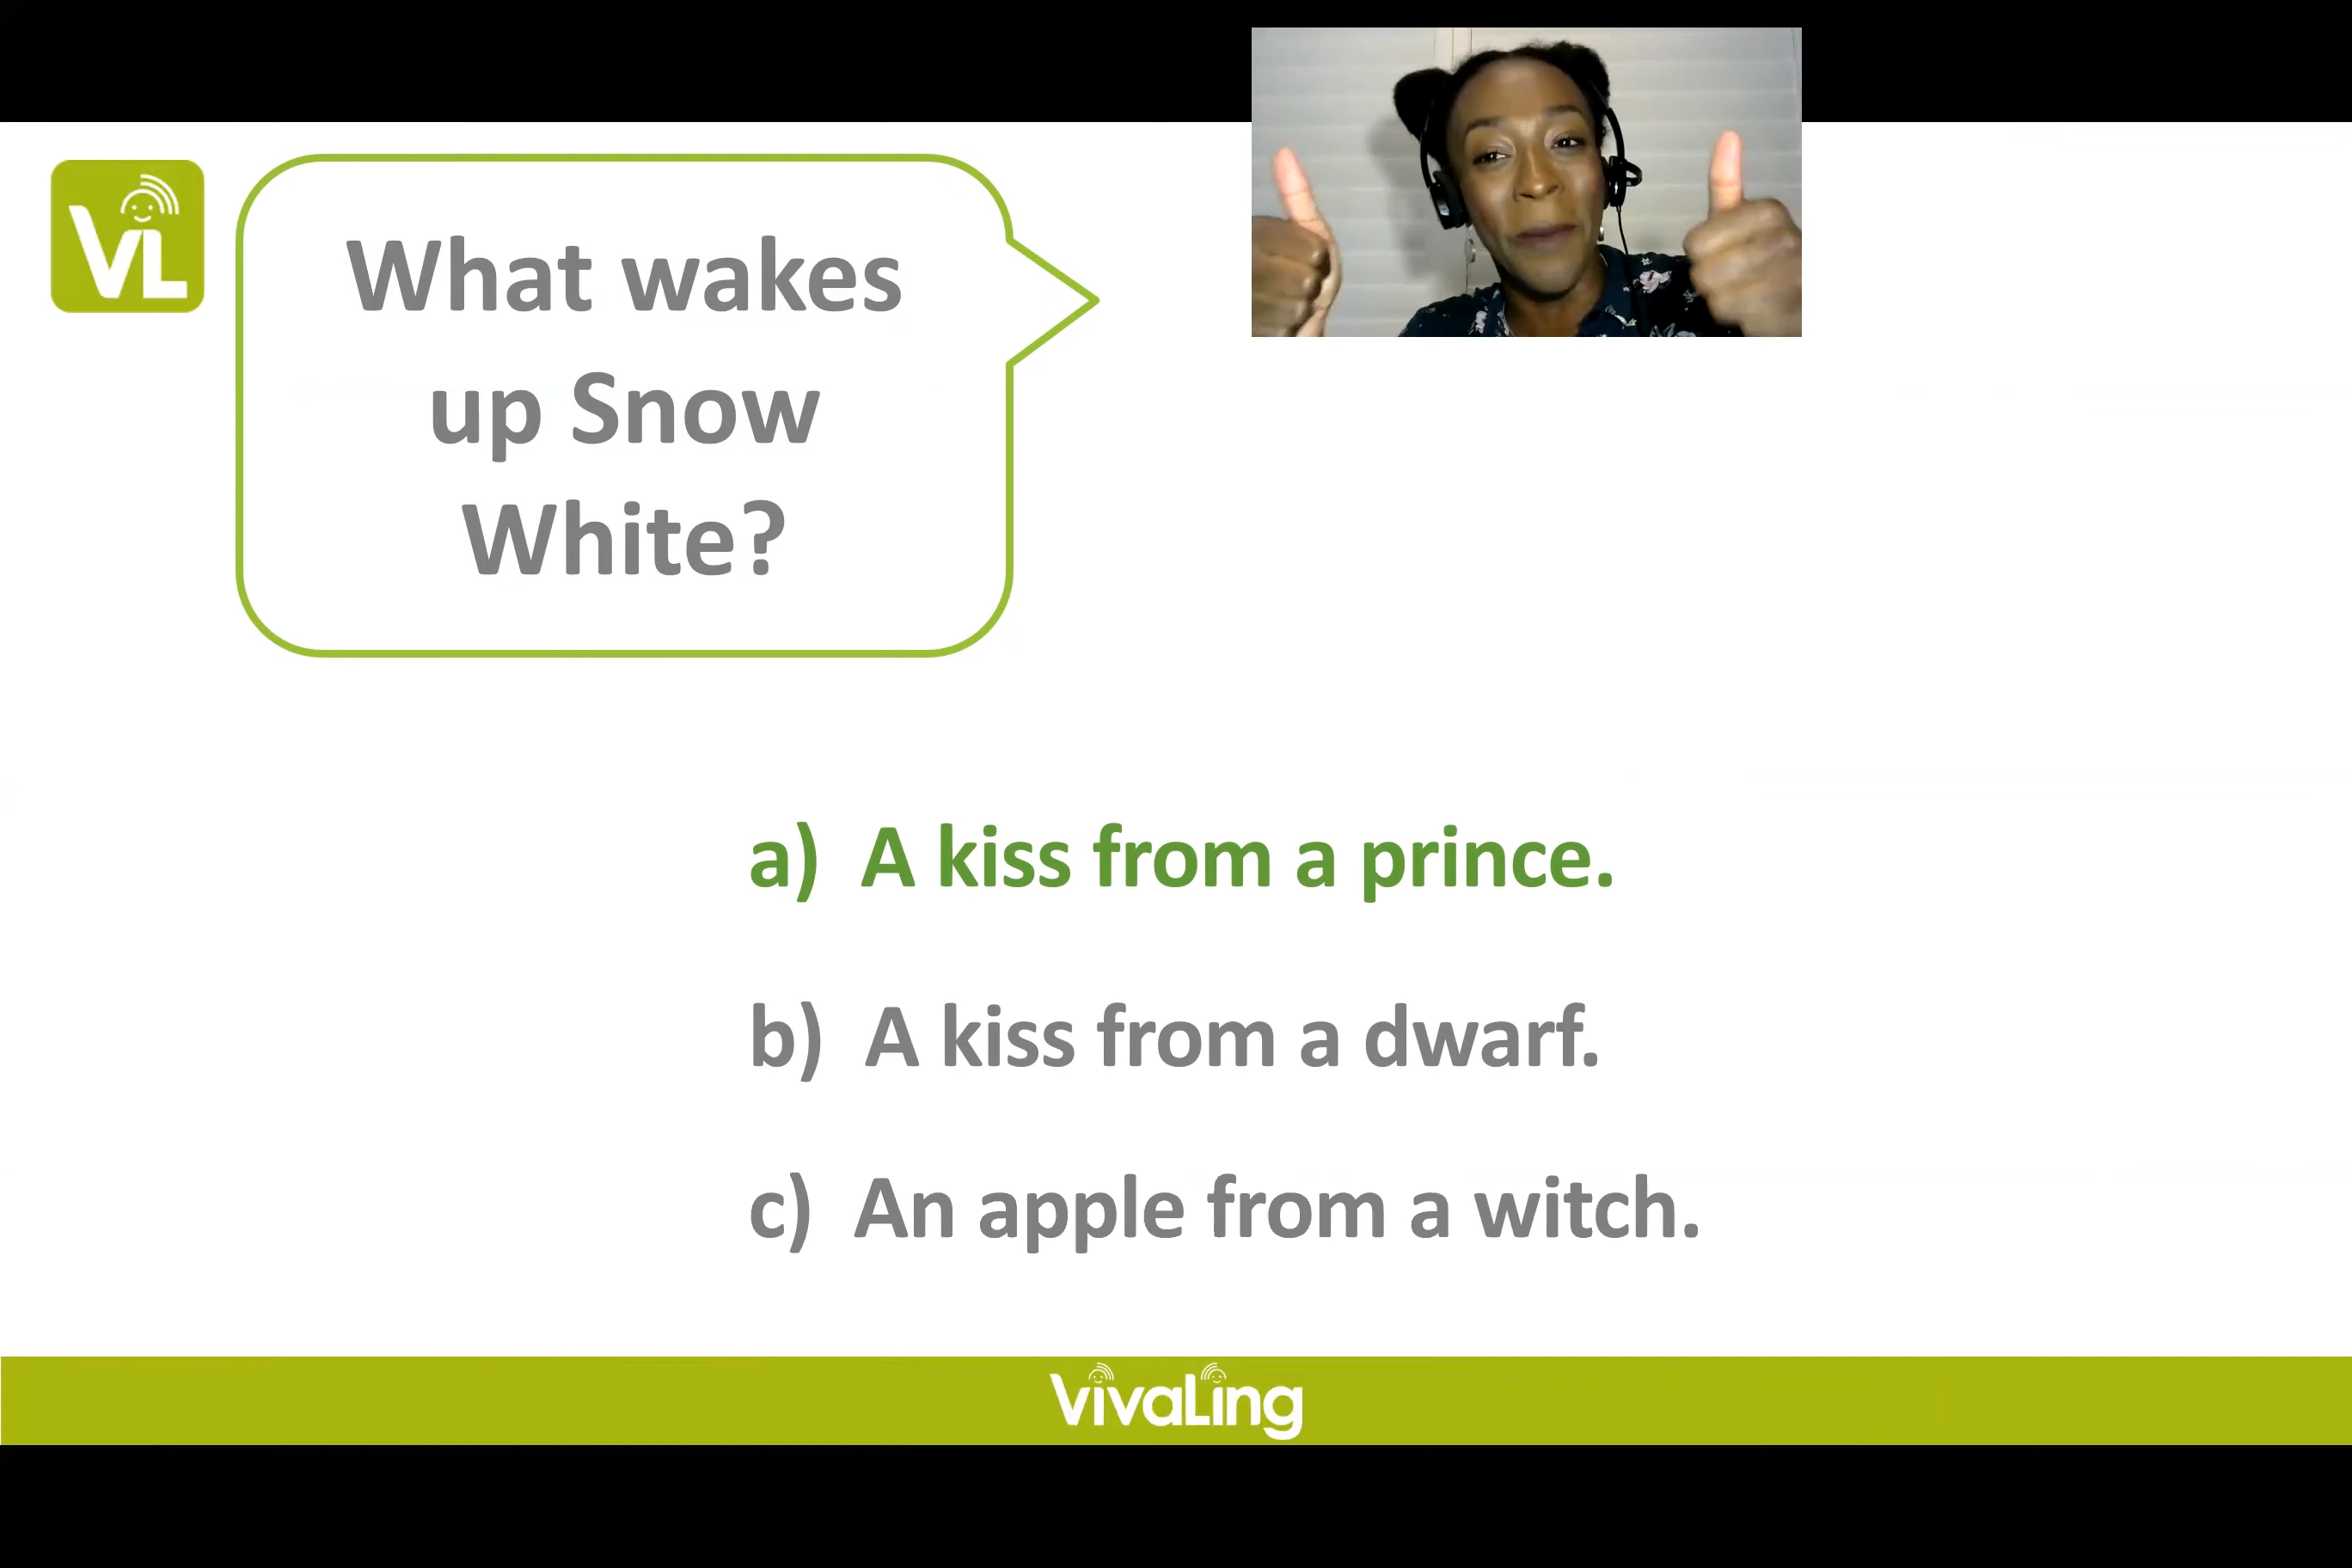 VL
What wakes
up Snow
White?
a) A kiss from a prince.
b) A kiss from a dwarf.
c) An apple from a witch.
VivaLing